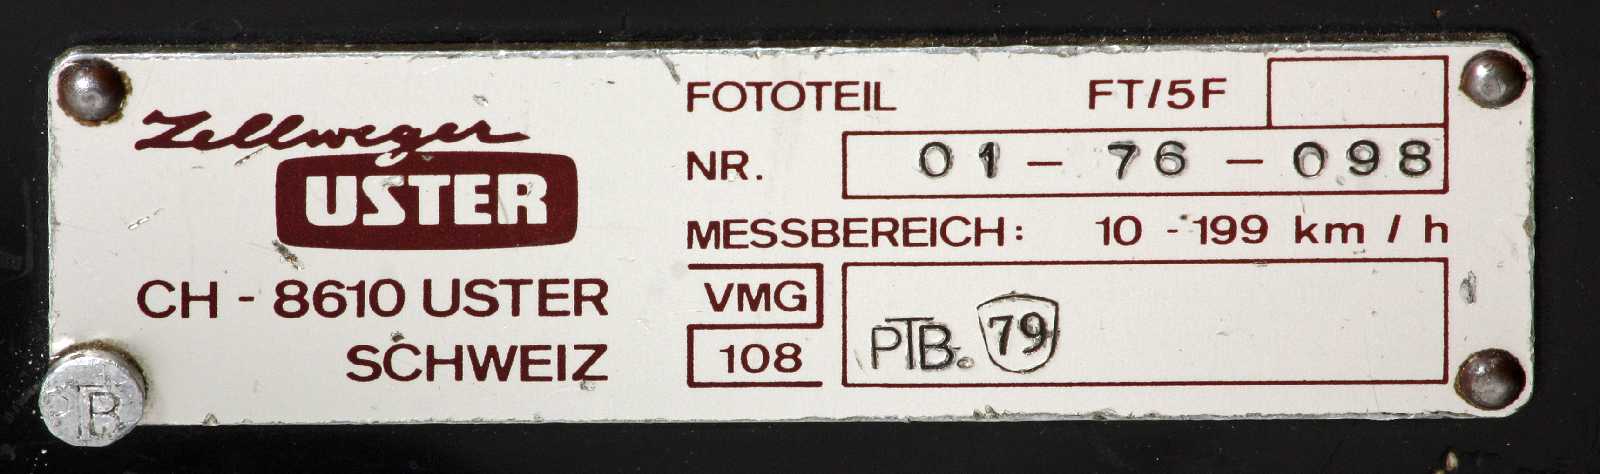 Zellweger
USTER
CH - 8610 USTER
SCHWEIZ
FOTOTEIL FT/5F
NR. 01 - 76 - 098
MESSBEREICH: 10 - 199 km / h
VMG
108
PTB. 79
PTB